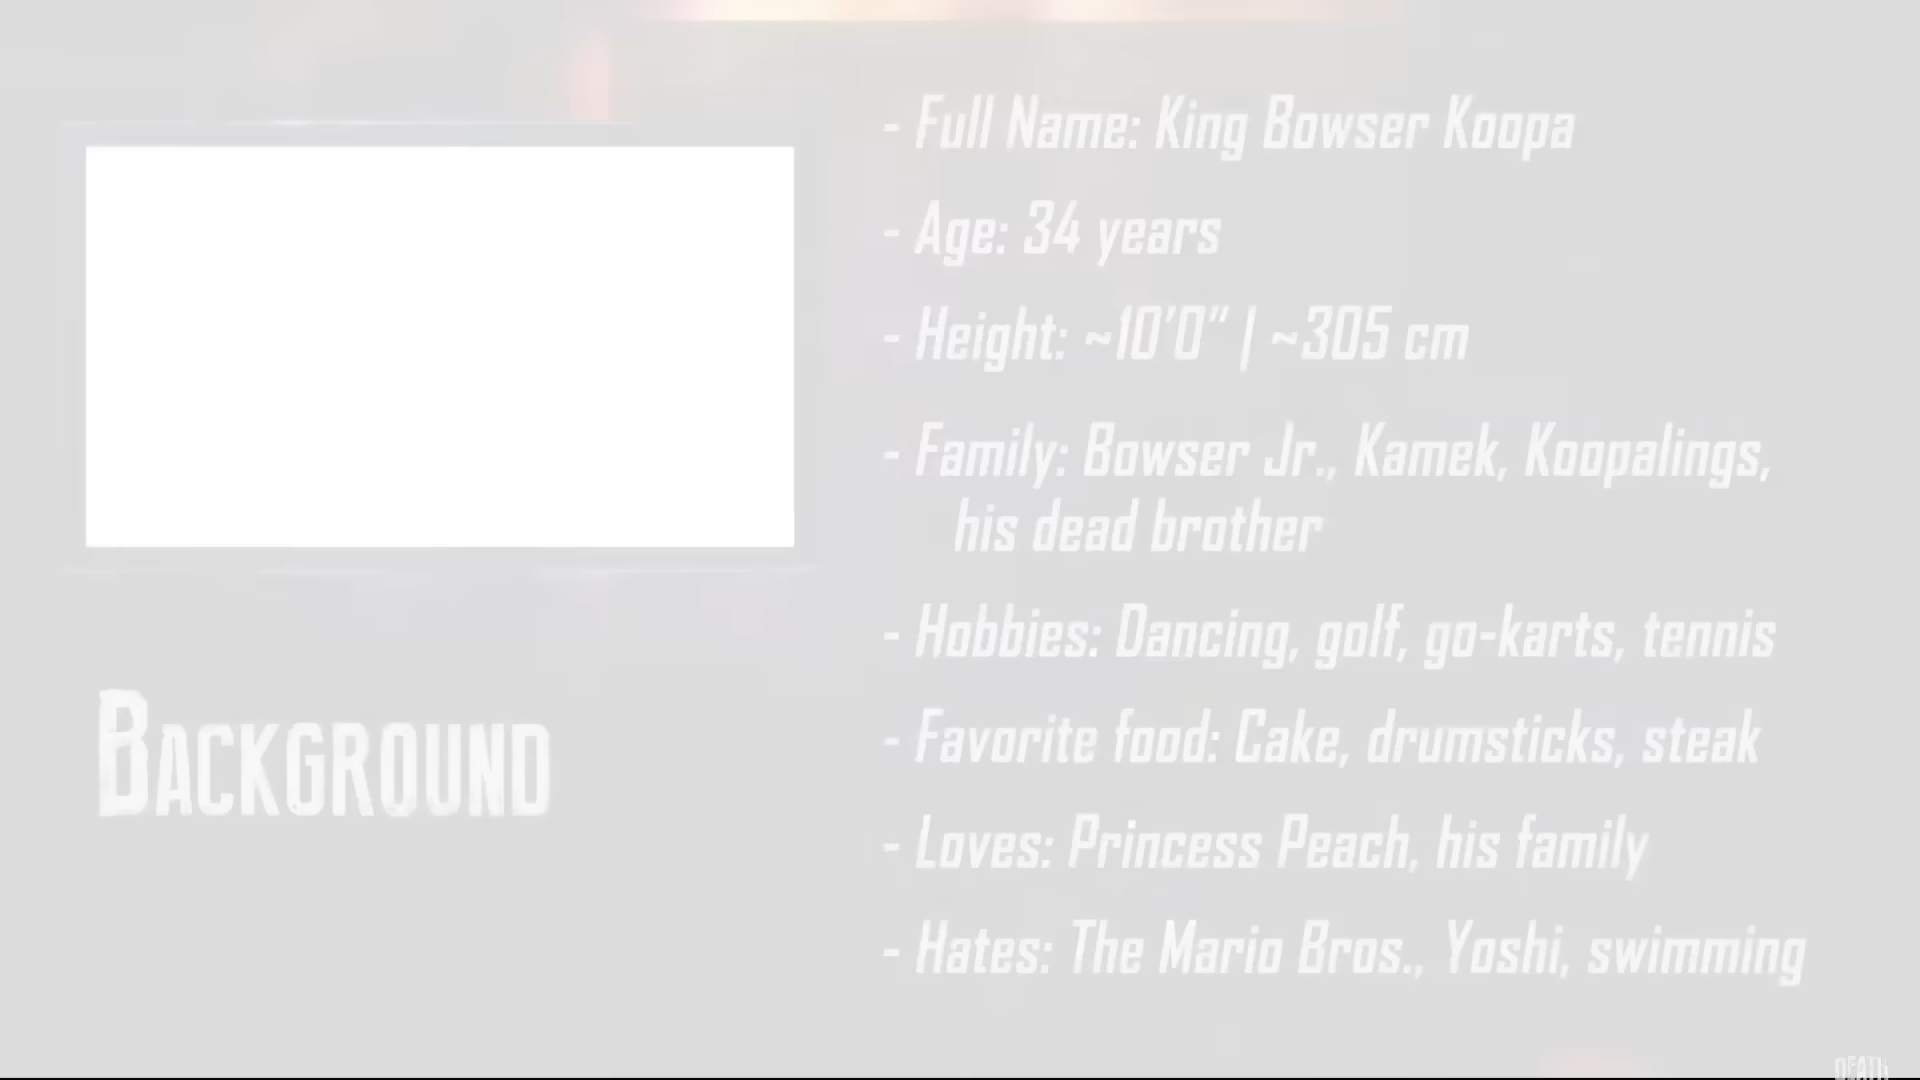 - Full Name: King Bowser Koopa
- Age: 34 years
- Height: ~10'0" | ~305 cm
- Family: Bowser Jr., Kamek, Koopalings,
his dead brother
- Hobbies: Dancing, golf, go-karts, tennis
- Favorite food: Cake, drumsticks, steak
- Loves: Princess Peach, his family
- Hates: The Mario Bros., Yoshi, swimming
BACKGROUND
DEATH